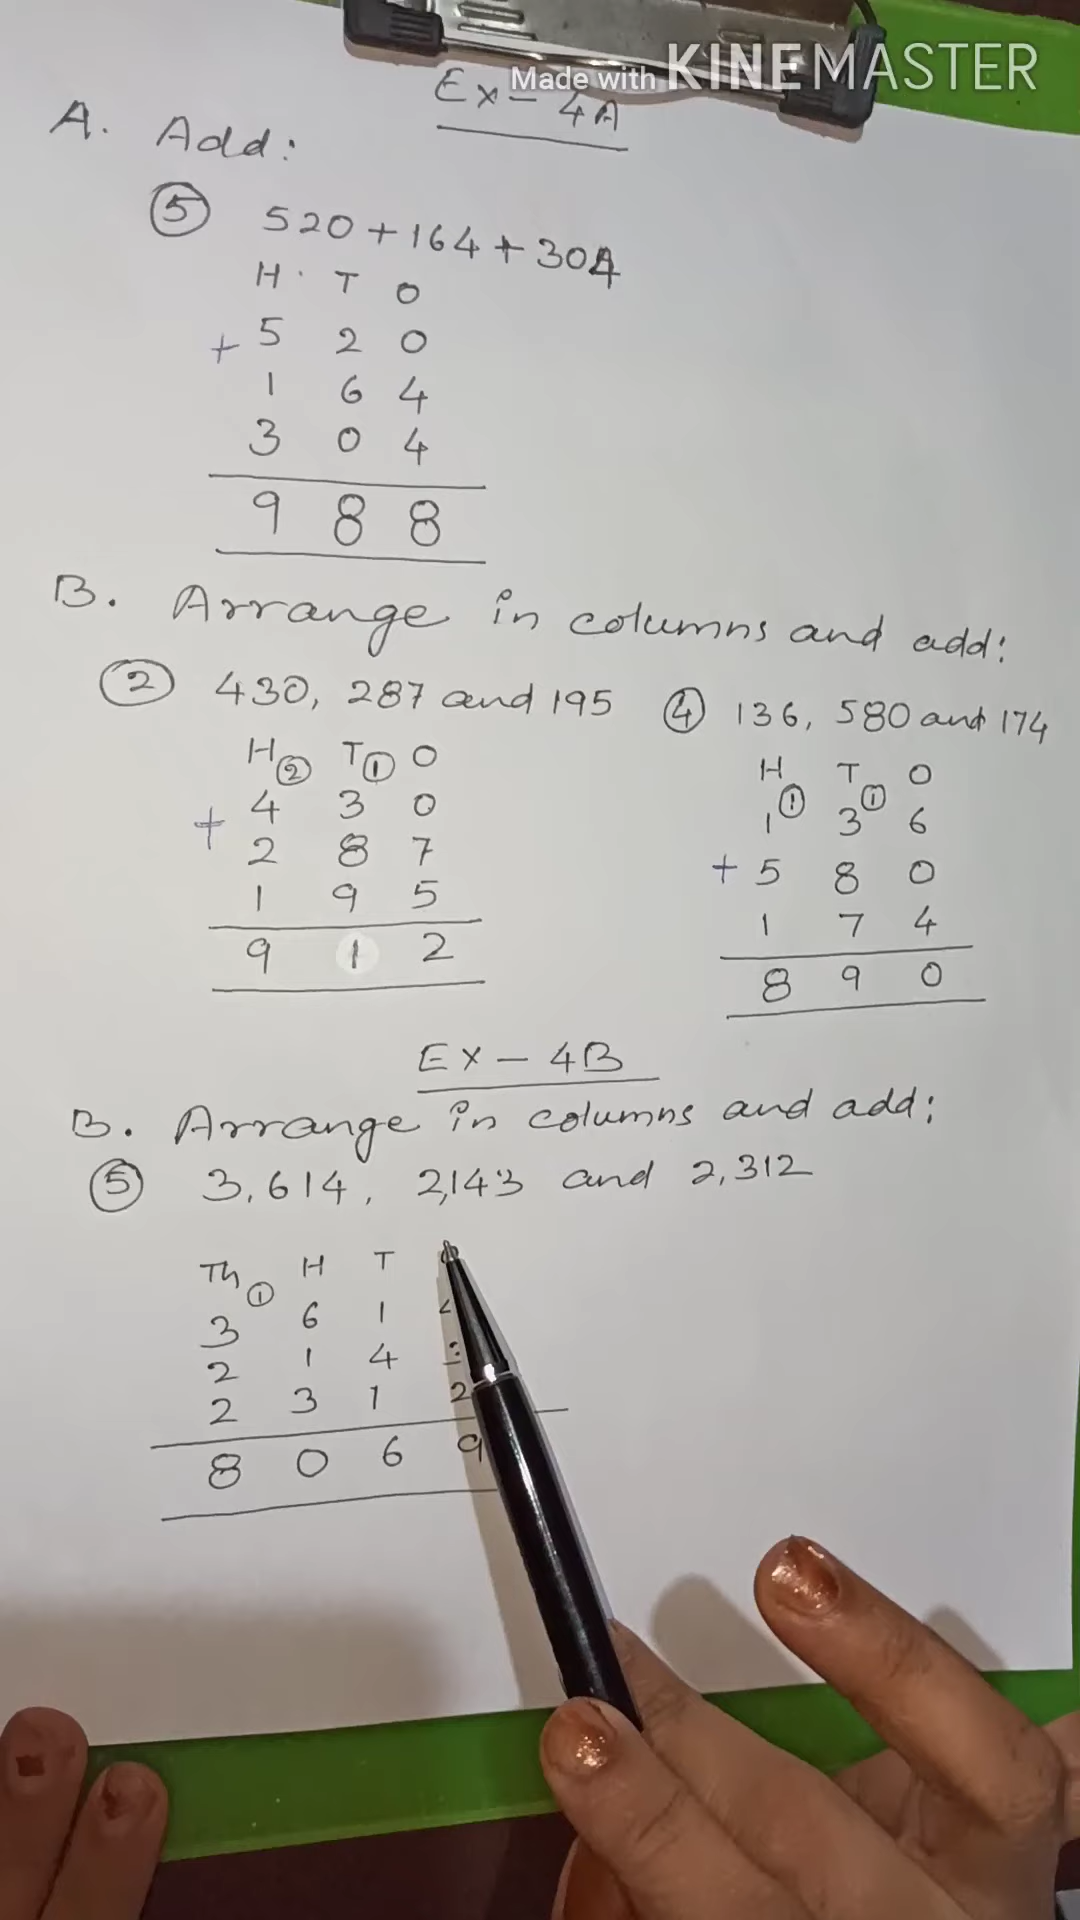 Made with KINEMASTER
Ex - 4A
A. Add:
⑤ 520 + 164 + 304
H · T O
+ 5 2 0
1 6 4
3 0 4
9 8 8
B. Arrange in columns and add:
② 430, 287 and 195
H ② T ① O
+ 4 3 0
2 8 7
1 9 5
9 1 2
④ 136, 580 and 174
H T O
1 ① 3 ① 6
+ 5 8 0
1 7 4
8 9 0
Ex - 4B
B. Arrange in columns and add:
⑤ 3,614, 2,143 and 2,312
Th ① H T
3 6 1
2 1 4
2 3 1 2
8 0 6 9